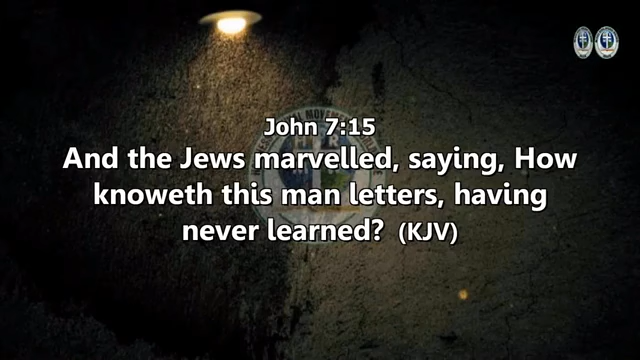 John 7:15
And the Jews marvelled, saying, How
knoweth this man letters, having
never learned? (KJV)